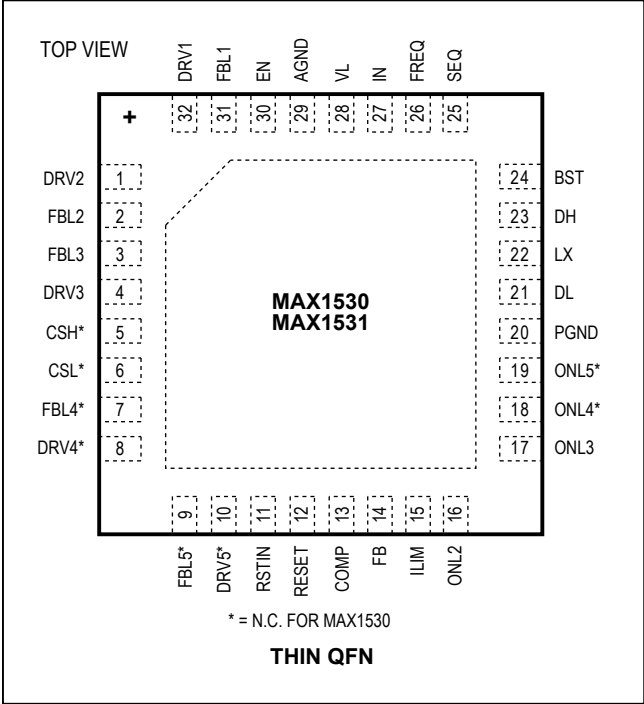 TOP VIEW
DRV1
FBL1
EN
AGND
VL
IN
FREQ
SEQ
+
32
31
30
29
28
27
26
25
DRV2 1
FBL2 2
FBL3 3
DRV3 4
CSH* 5
CSL* 6
FBL4* 7
DRV4* 8
24 BST
23 DH
22 LX
21 DL
20 PGND
19 ONL5*
18 ONL4*
17 ONL3
MAX1530
MAX1531
9
10
11
12
13
14
15
16
FBL5*
DRV5*
RSTIN
RESET
COMP
FB
ILIM
ONL2
* = N.C. FOR MAX1530
THIN QFN